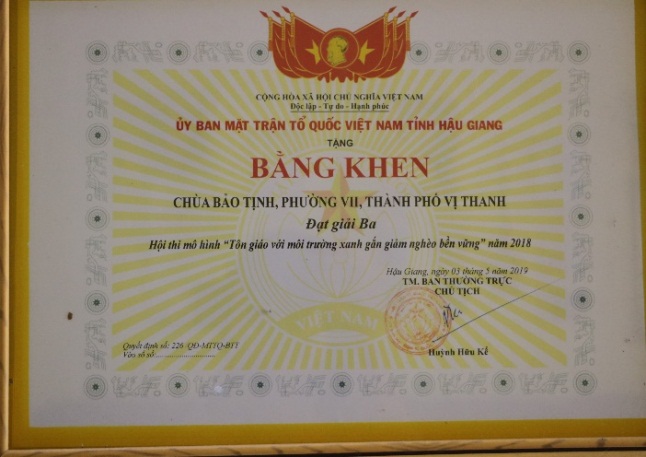 CỘNG HÒA XÃ HỘI CHỦ NGHĨA VIỆT NAM
Độc lập - Tự do - Hạnh phúc
ỦY BAN MẶT TRẬN TỔ QUỐC VIỆT NAM TỈNH HẬU GIANG
TẶNG
BẰNG KHEN
CHÙA BẢO TỊNH, PHƯỜNG VII, THÀNH PHỐ VỊ THANH
Đạt giải Ba
Hội thi mô hình “Tôn giáo với môi trường xanh gắn giảm nghèo bền vững” năm 2018
Hậu Giang, ngày 03 tháng 5 năm 2019
TM. BAN THƯỜNG TRỰC
CHỦ TỊCH
VIỆT NAM
Quyết định số: 226 -QĐ-MTTQ-BTT
Vào sổ số:
Huỳnh Hữu Kế